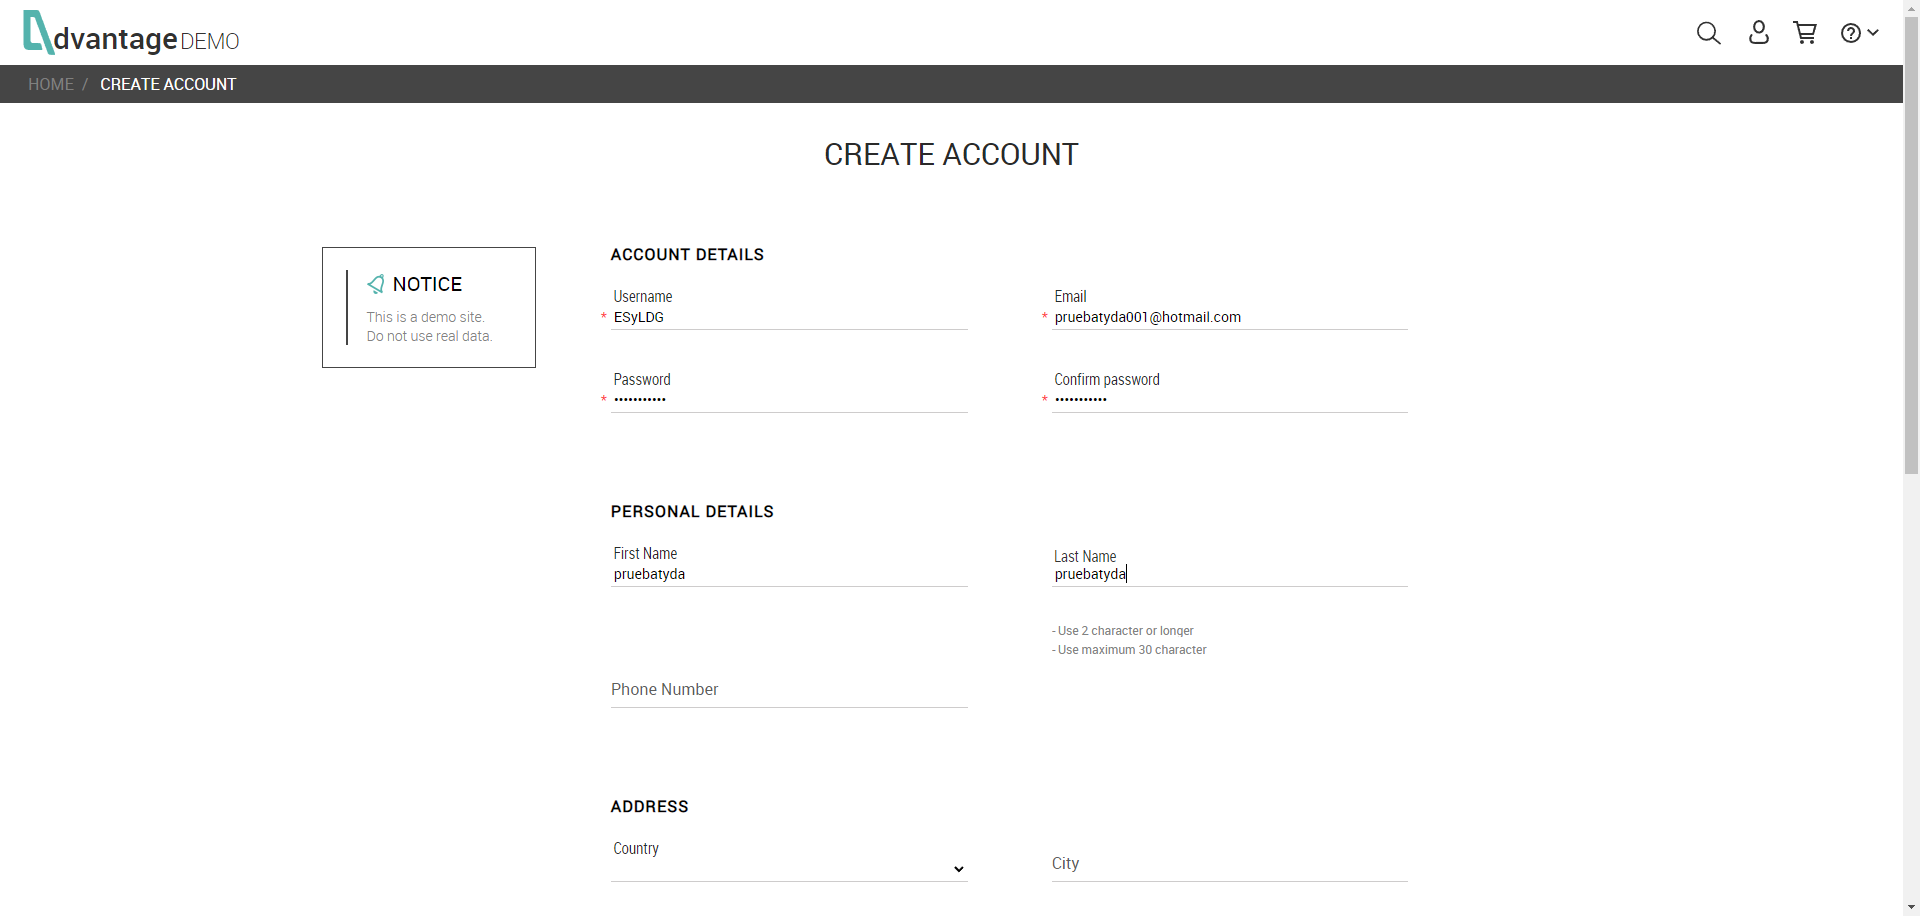 dvantage DEMO
HOME / CREATE ACCOUNT
CREATE ACCOUNT
NOTICE
This is a demo site.
Do not use real data.
ACCOUNT DETAILS
Username
* ESyLDG
Email
* pruebatyda001@hotmail.com
Password
* •••••••••••
Confirm password
* •••••••••••
PERSONAL DETAILS
First Name
pruebatyda
Last Name
pruebatyda
- Use 2 character or longer
- Use maximum 30 character
Phone Number
ADDRESS
Country
City